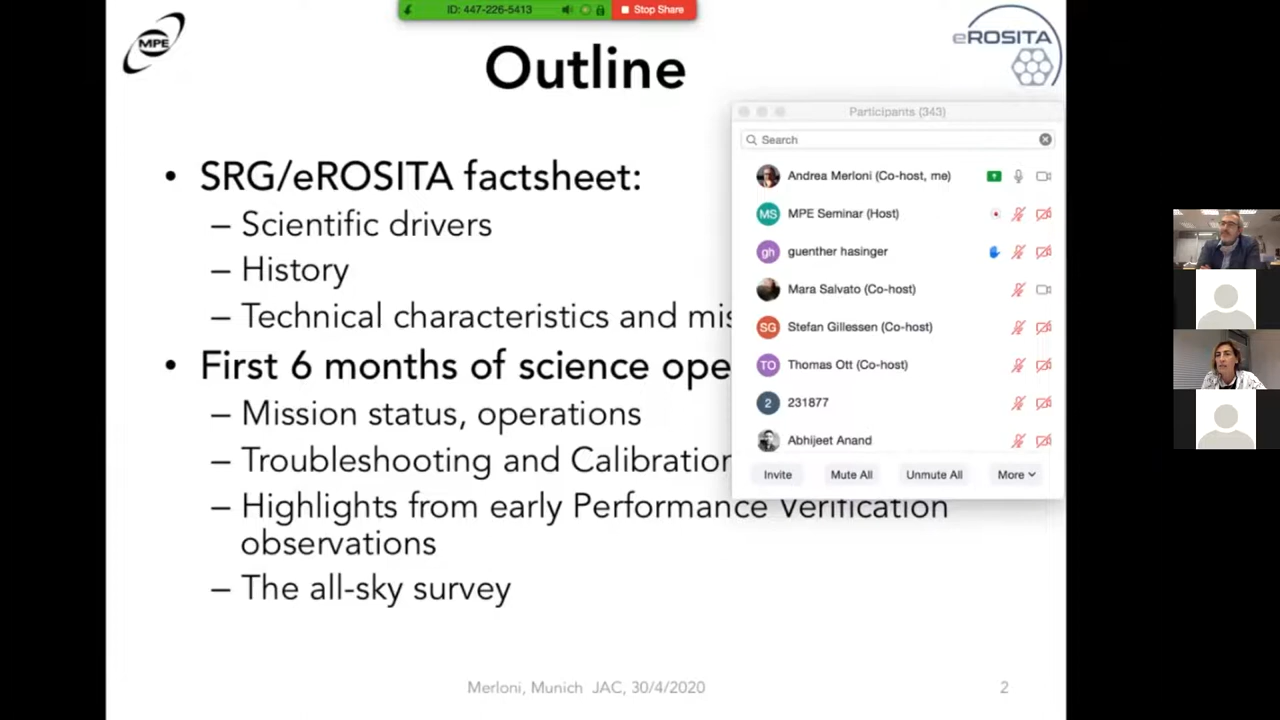 ID: 447-226-5413
Stop Share
MPE
eROSITA
Outline
Participants (343)
Search
• SRG/eROSITA factsheet:
– Scientific drivers
– History
– Technical characteristics and mis
• First 6 months of science ope
– Mission status, operations
– Troubleshooting and Calibration
– Highlights from early Performance Verification
observations
– The all-sky survey
Andrea Merloni (Co-host, me)
MS MPE Seminar (Host)
gh guenther hasinger
Mara Salvato (Co-host)
SG Stefan Gillessen (Co-host)
TO Thomas Ott (Co-host)
2 231877
Abhijeet Anand
Invite Mute All Unmute All More
Merloni, Munich JAC, 30/4/2020 2